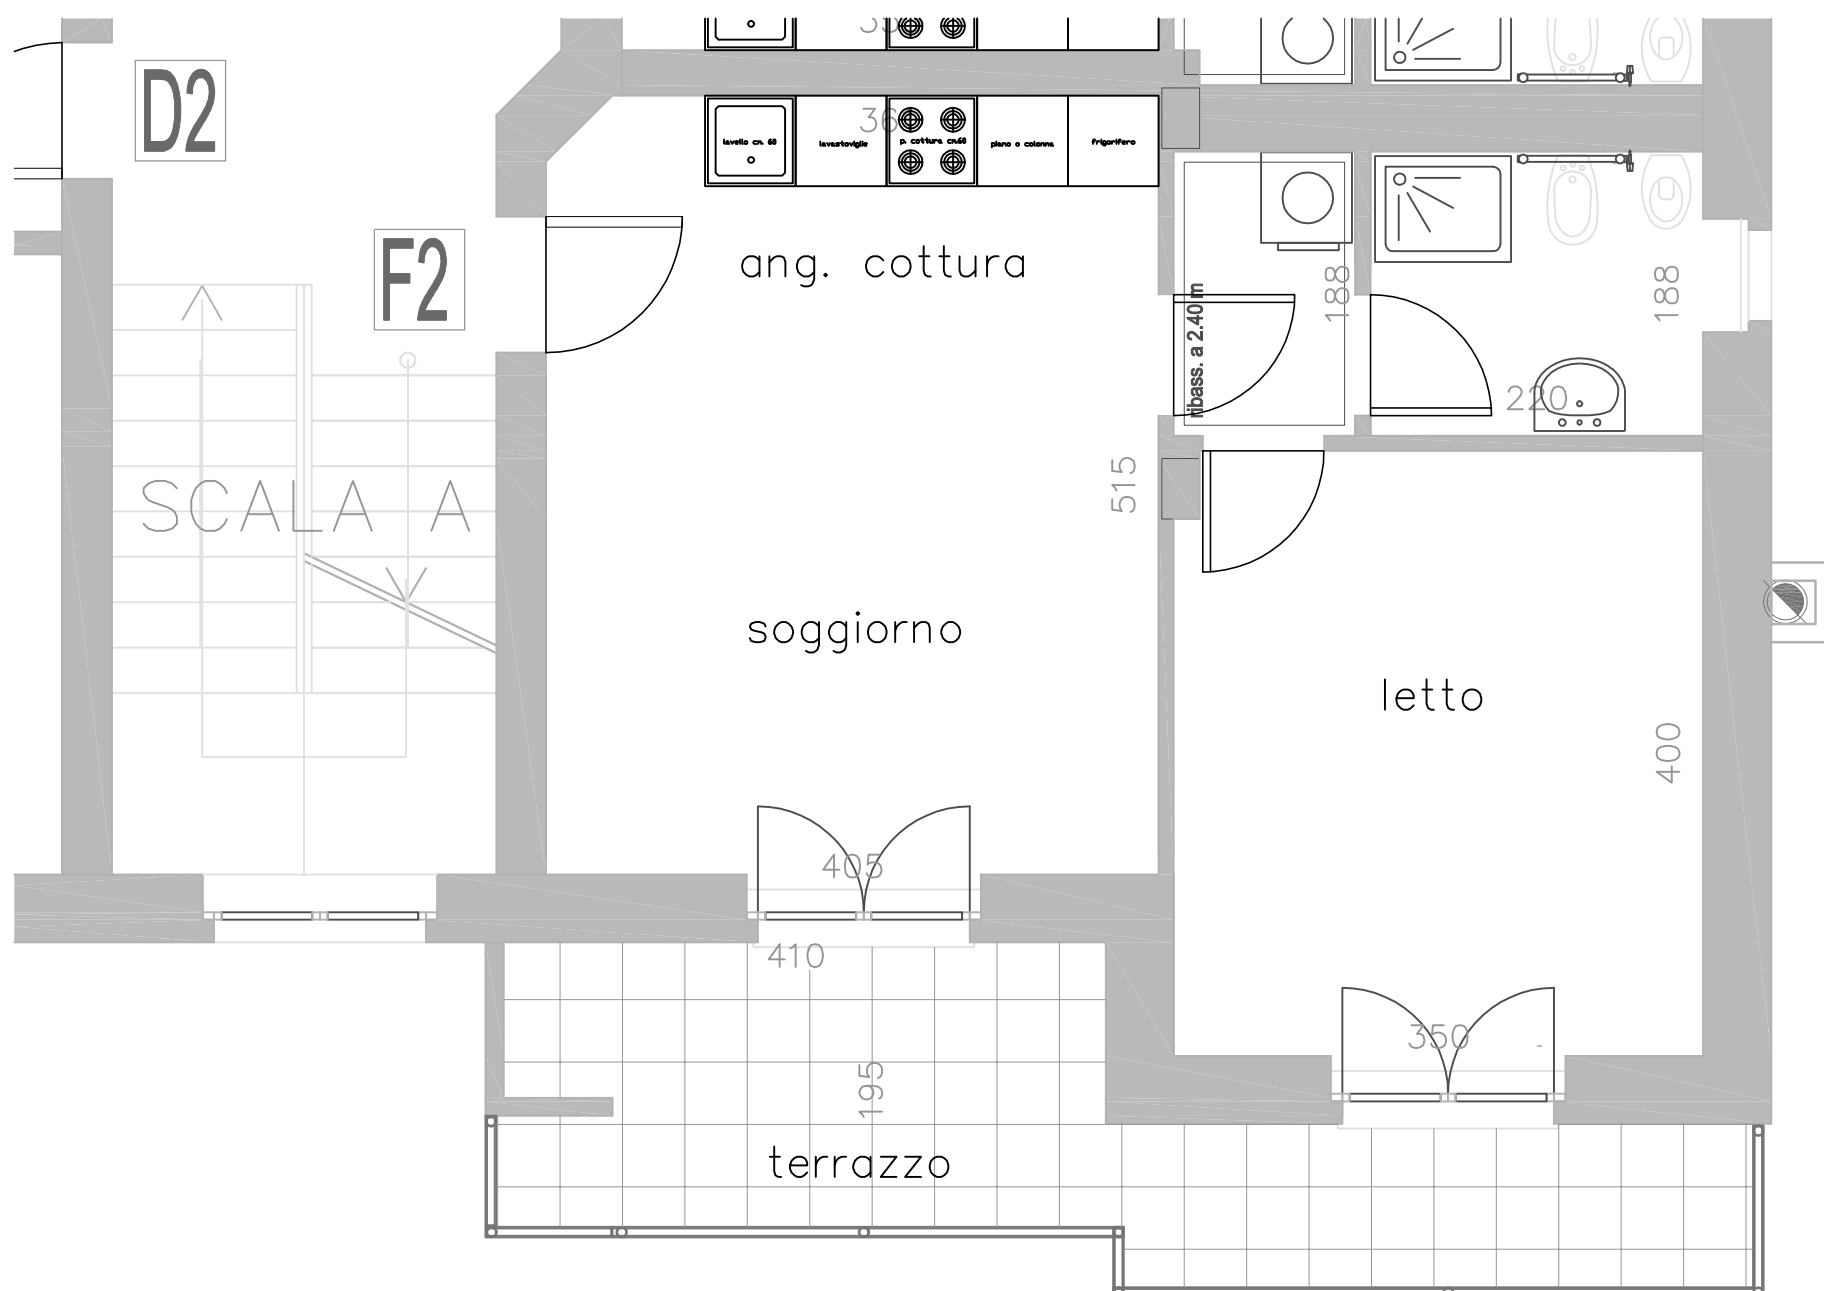 D2
36
lavello cm. 60
lavastoviglie
p. cottura cm.60
piano o colonna
frigorifero
F2
ang. cottura
188
188
ribass. a 2.40 m
220
SCALA A
515
soggiorno
letto
400
405
410
350
195
terrazzo